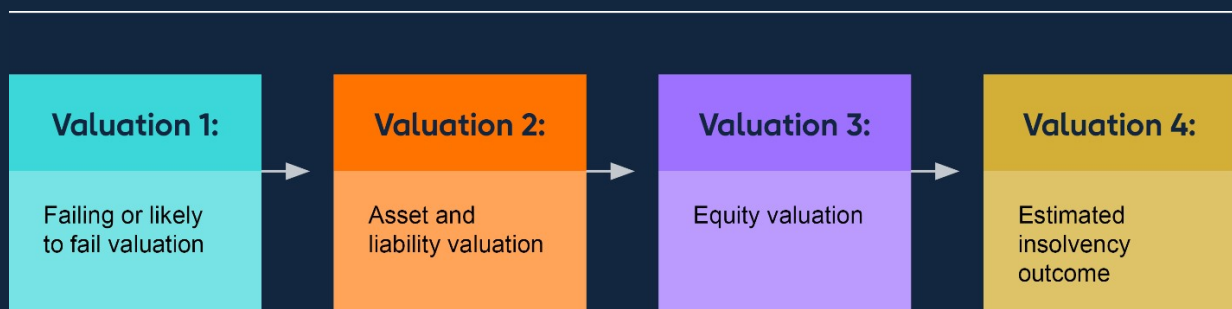 Valuation 1:
Failing or likely
to fail valuation
Valuation 2:
Asset and
liability valuation
Valuation 3:
Equity valuation
Valuation 4:
Estimated
insolvency
outcome